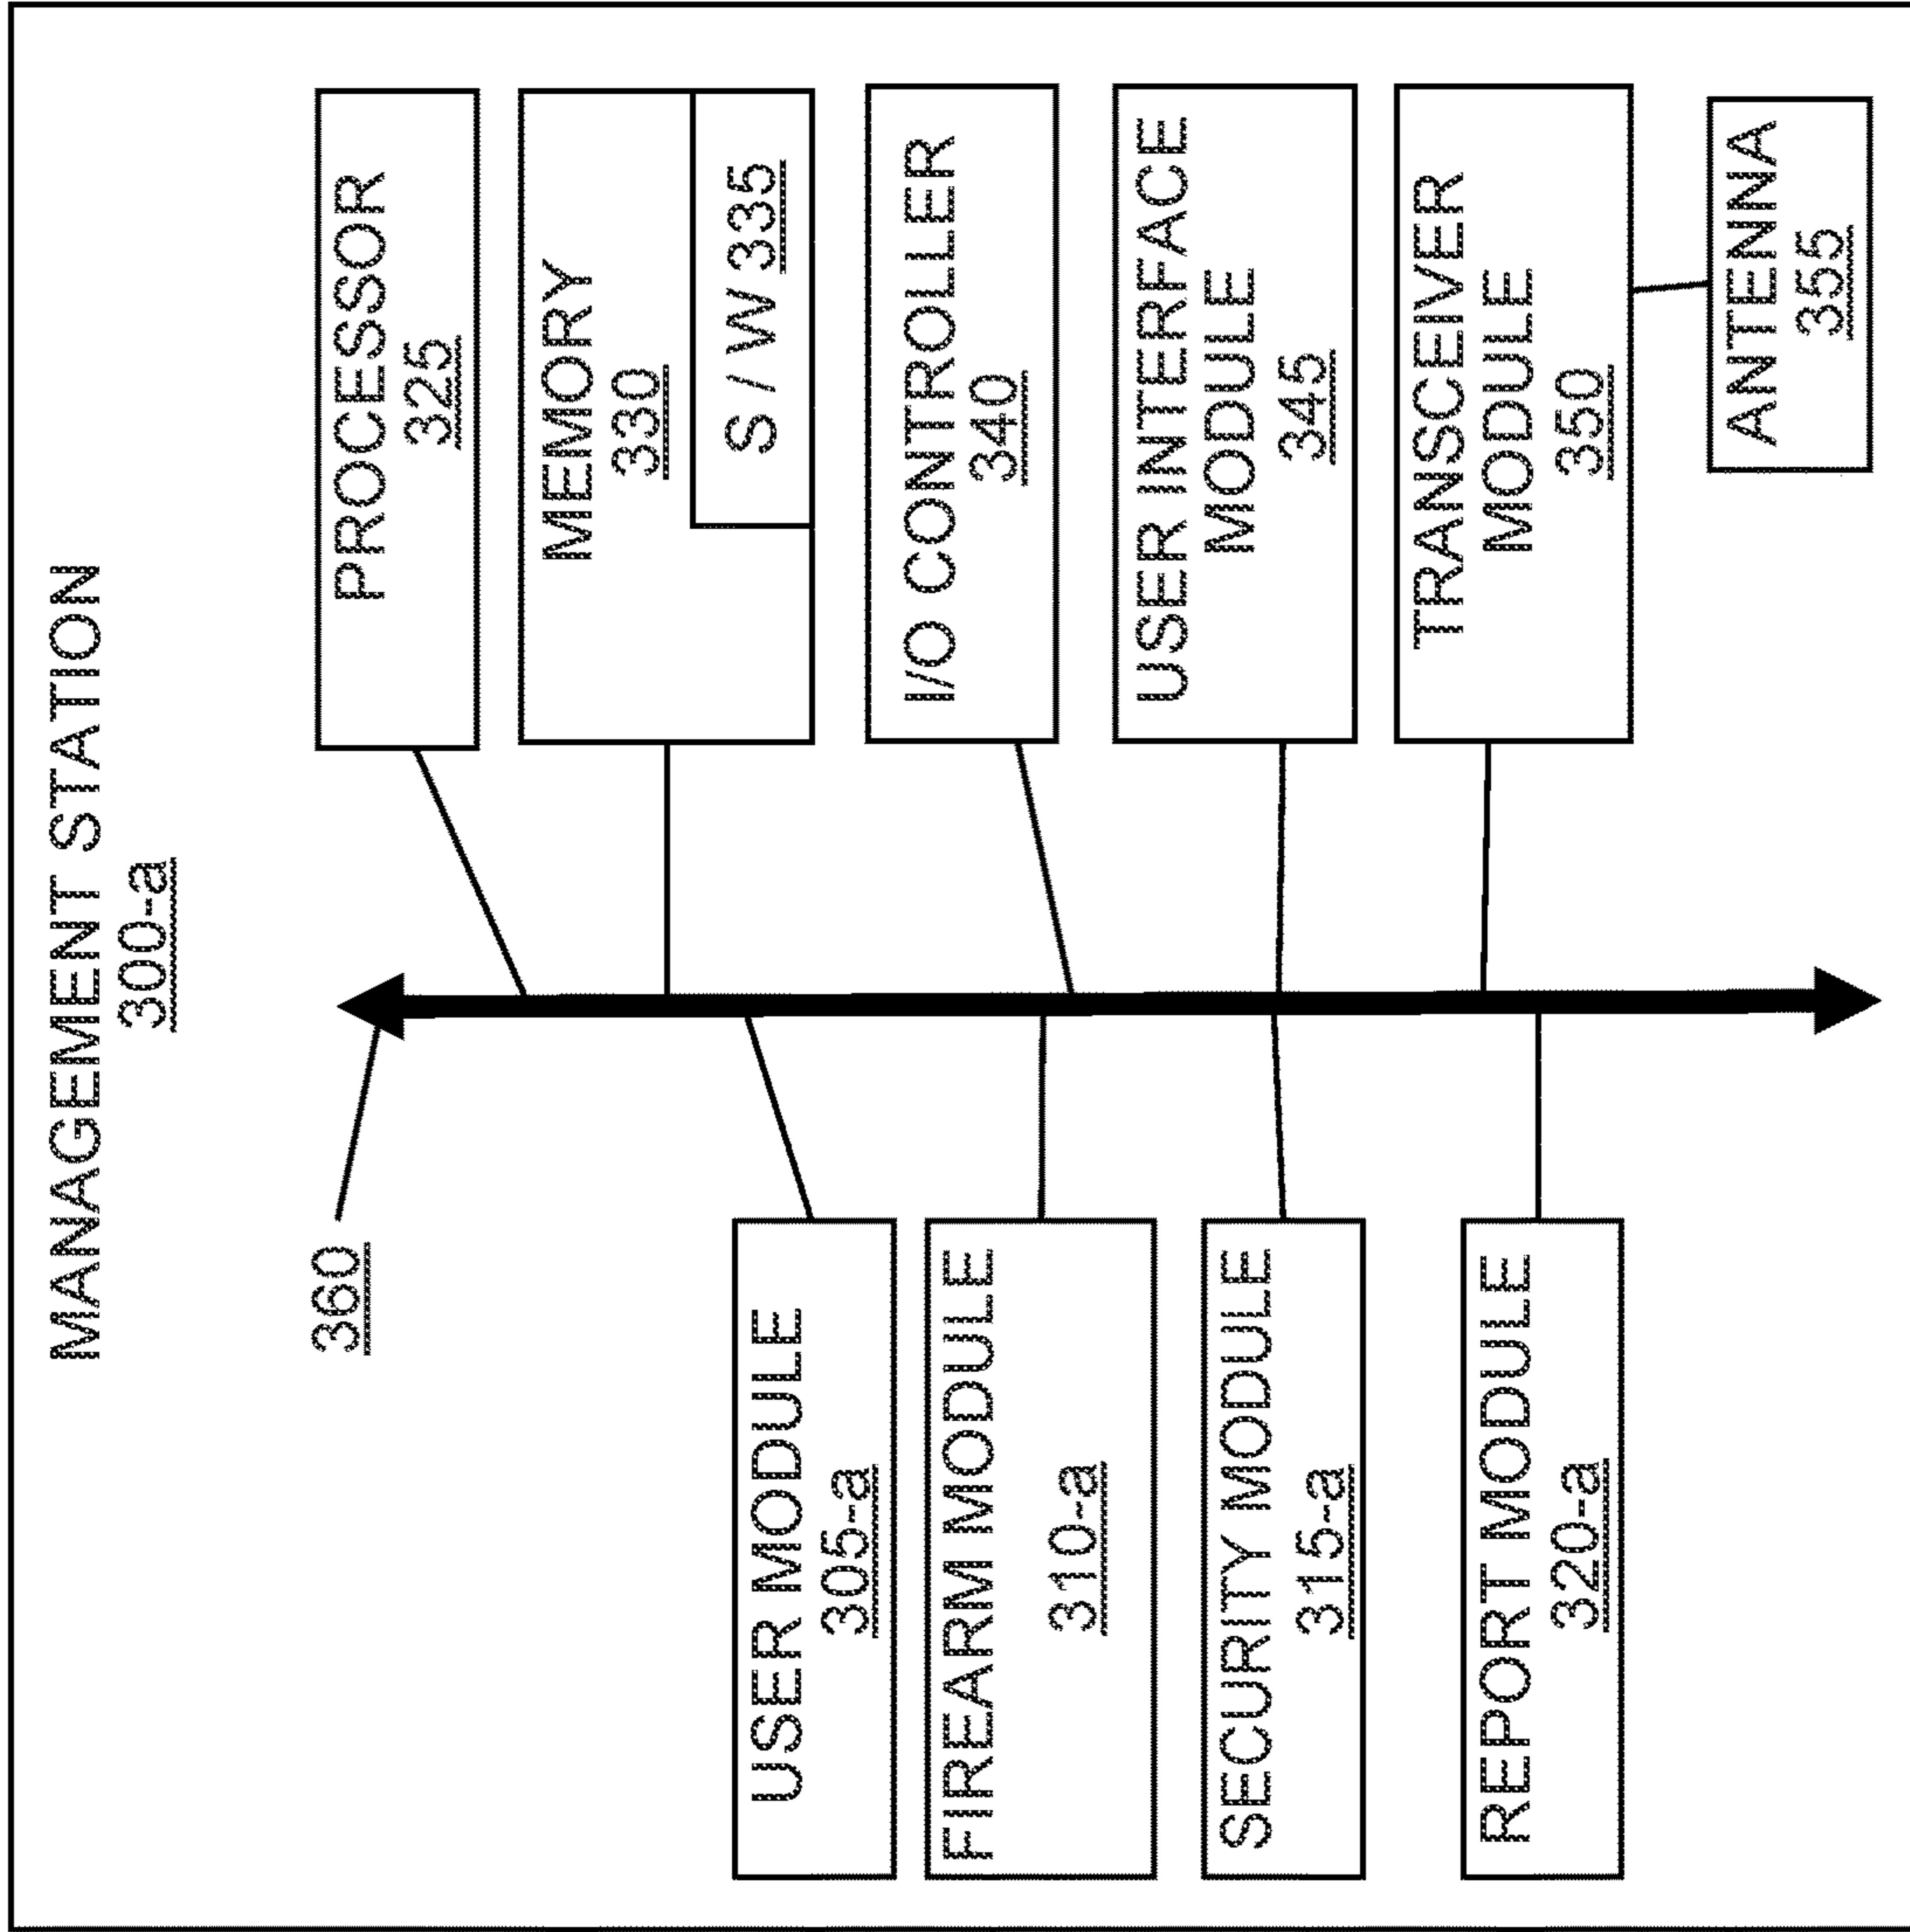 MANAGEMENT STATION
300-a
360
USER MODULE
305-a
FIREARM MODULE
310-a
SECURITY MODULE
315-a
REPORT MODULE
320-a
PROCESSOR
325
MEMORY
330
S / W 335
I/O CONTROLLER
340
USER INTERFACE
MODULE
345
TRANSCEIVER
MODULE
350
ANTENNA
355